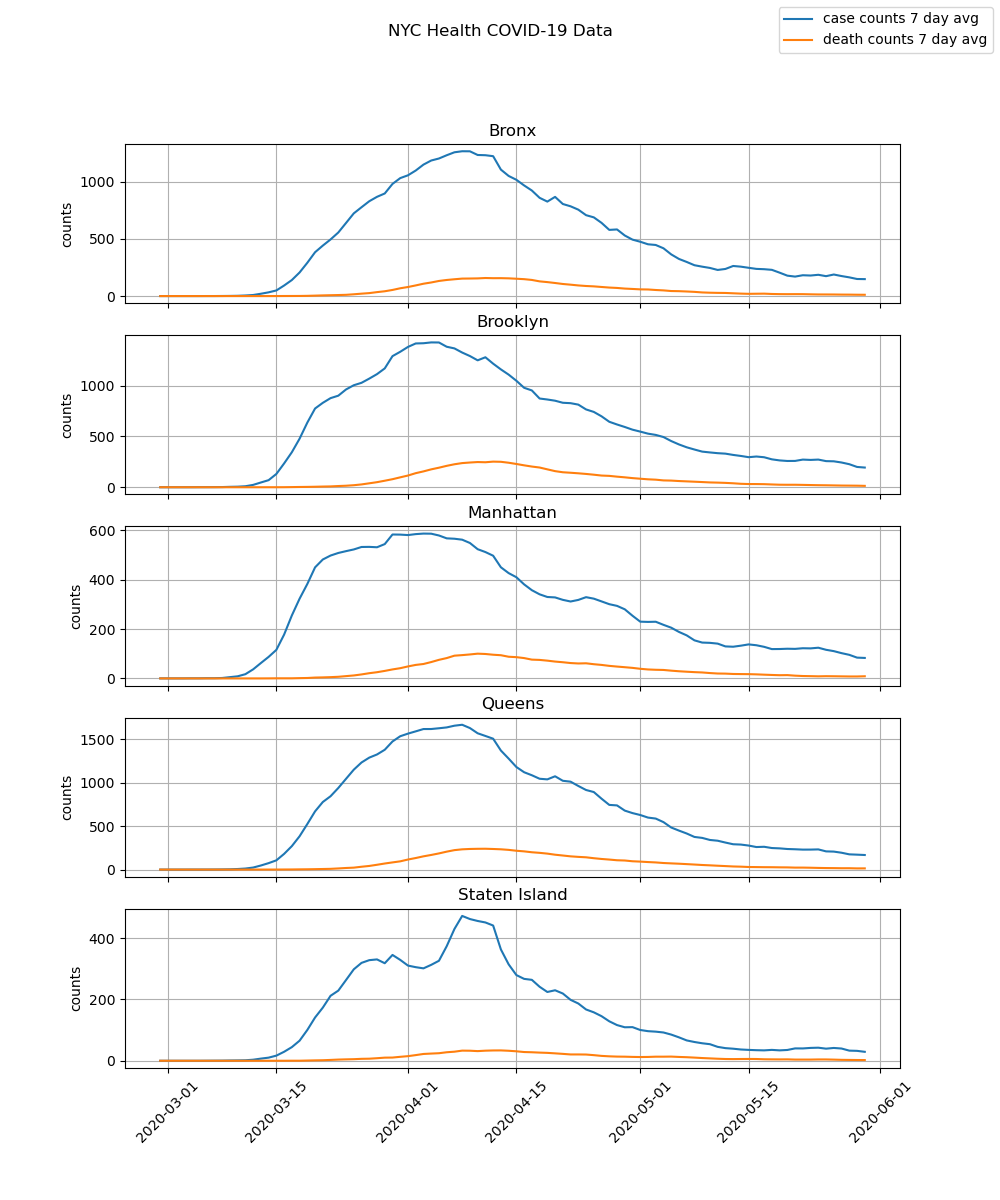 NYC Health COVID-19 Data
case counts 7 day avg
death counts 7 day avg
Bronx
1000
500
0
counts
Brooklyn
1000
500
0
counts
Manhattan
600
400
200
0
counts
Queens
1500
1000
500
0
counts
Staten Island
400
200
0
counts
2020-03-01
2020-03-15
2020-04-01
2020-04-15
2020-05-01
2020-05-15
2020-06-01